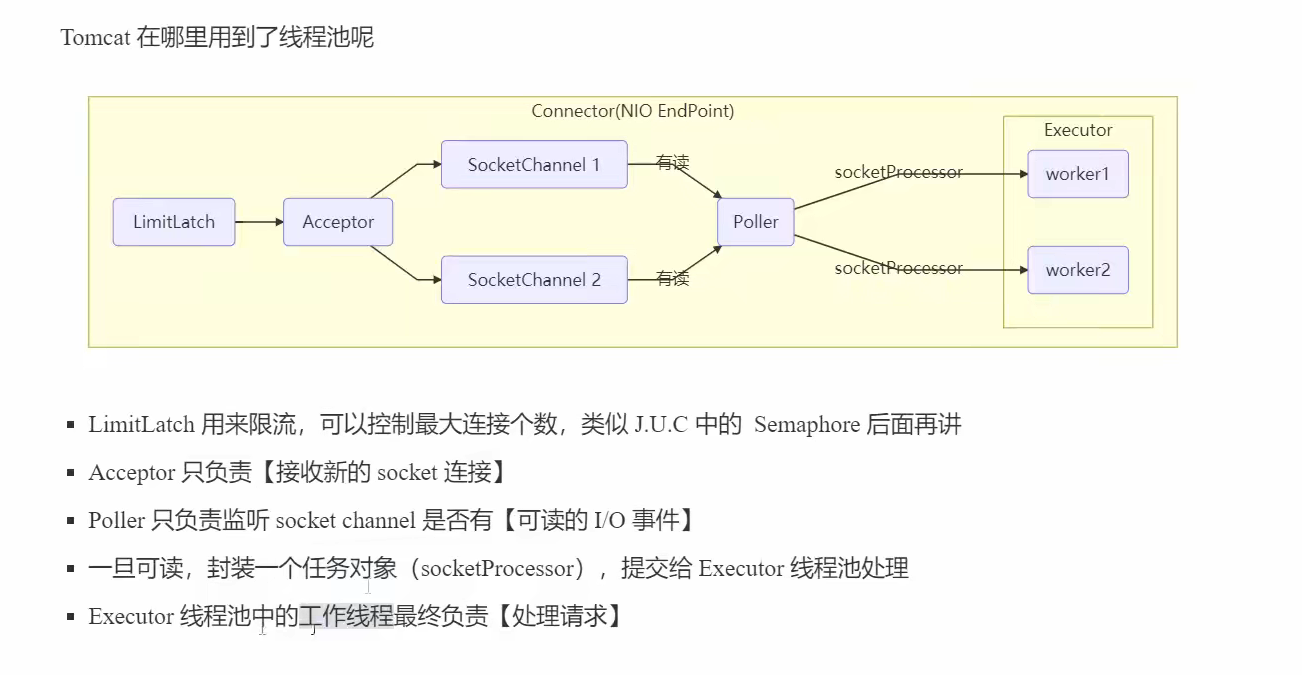 Tomcat 在哪里用到了线程池呢
Connector(NIO EndPoint)
Executor
SocketChannel 1
有读
socketProcessor
worker1
LimitLatch
Acceptor
Poller
SocketChannel 2
有读
socketProcessor
worker2
LimitLatch 用来限流，可以控制最大连接个数，类似 J.U.C 中的 Semaphore 后面再讲
Acceptor 只负责【接收新的 socket 连接】
Poller 只负责监听 socket channel 是否有【可读的 I/O 事件】
一旦可读，封装一个任务对象（socketProcessor），提交给 Executor 线程池处理
Executor 线程池中的工作线程最终负责【处理请求】